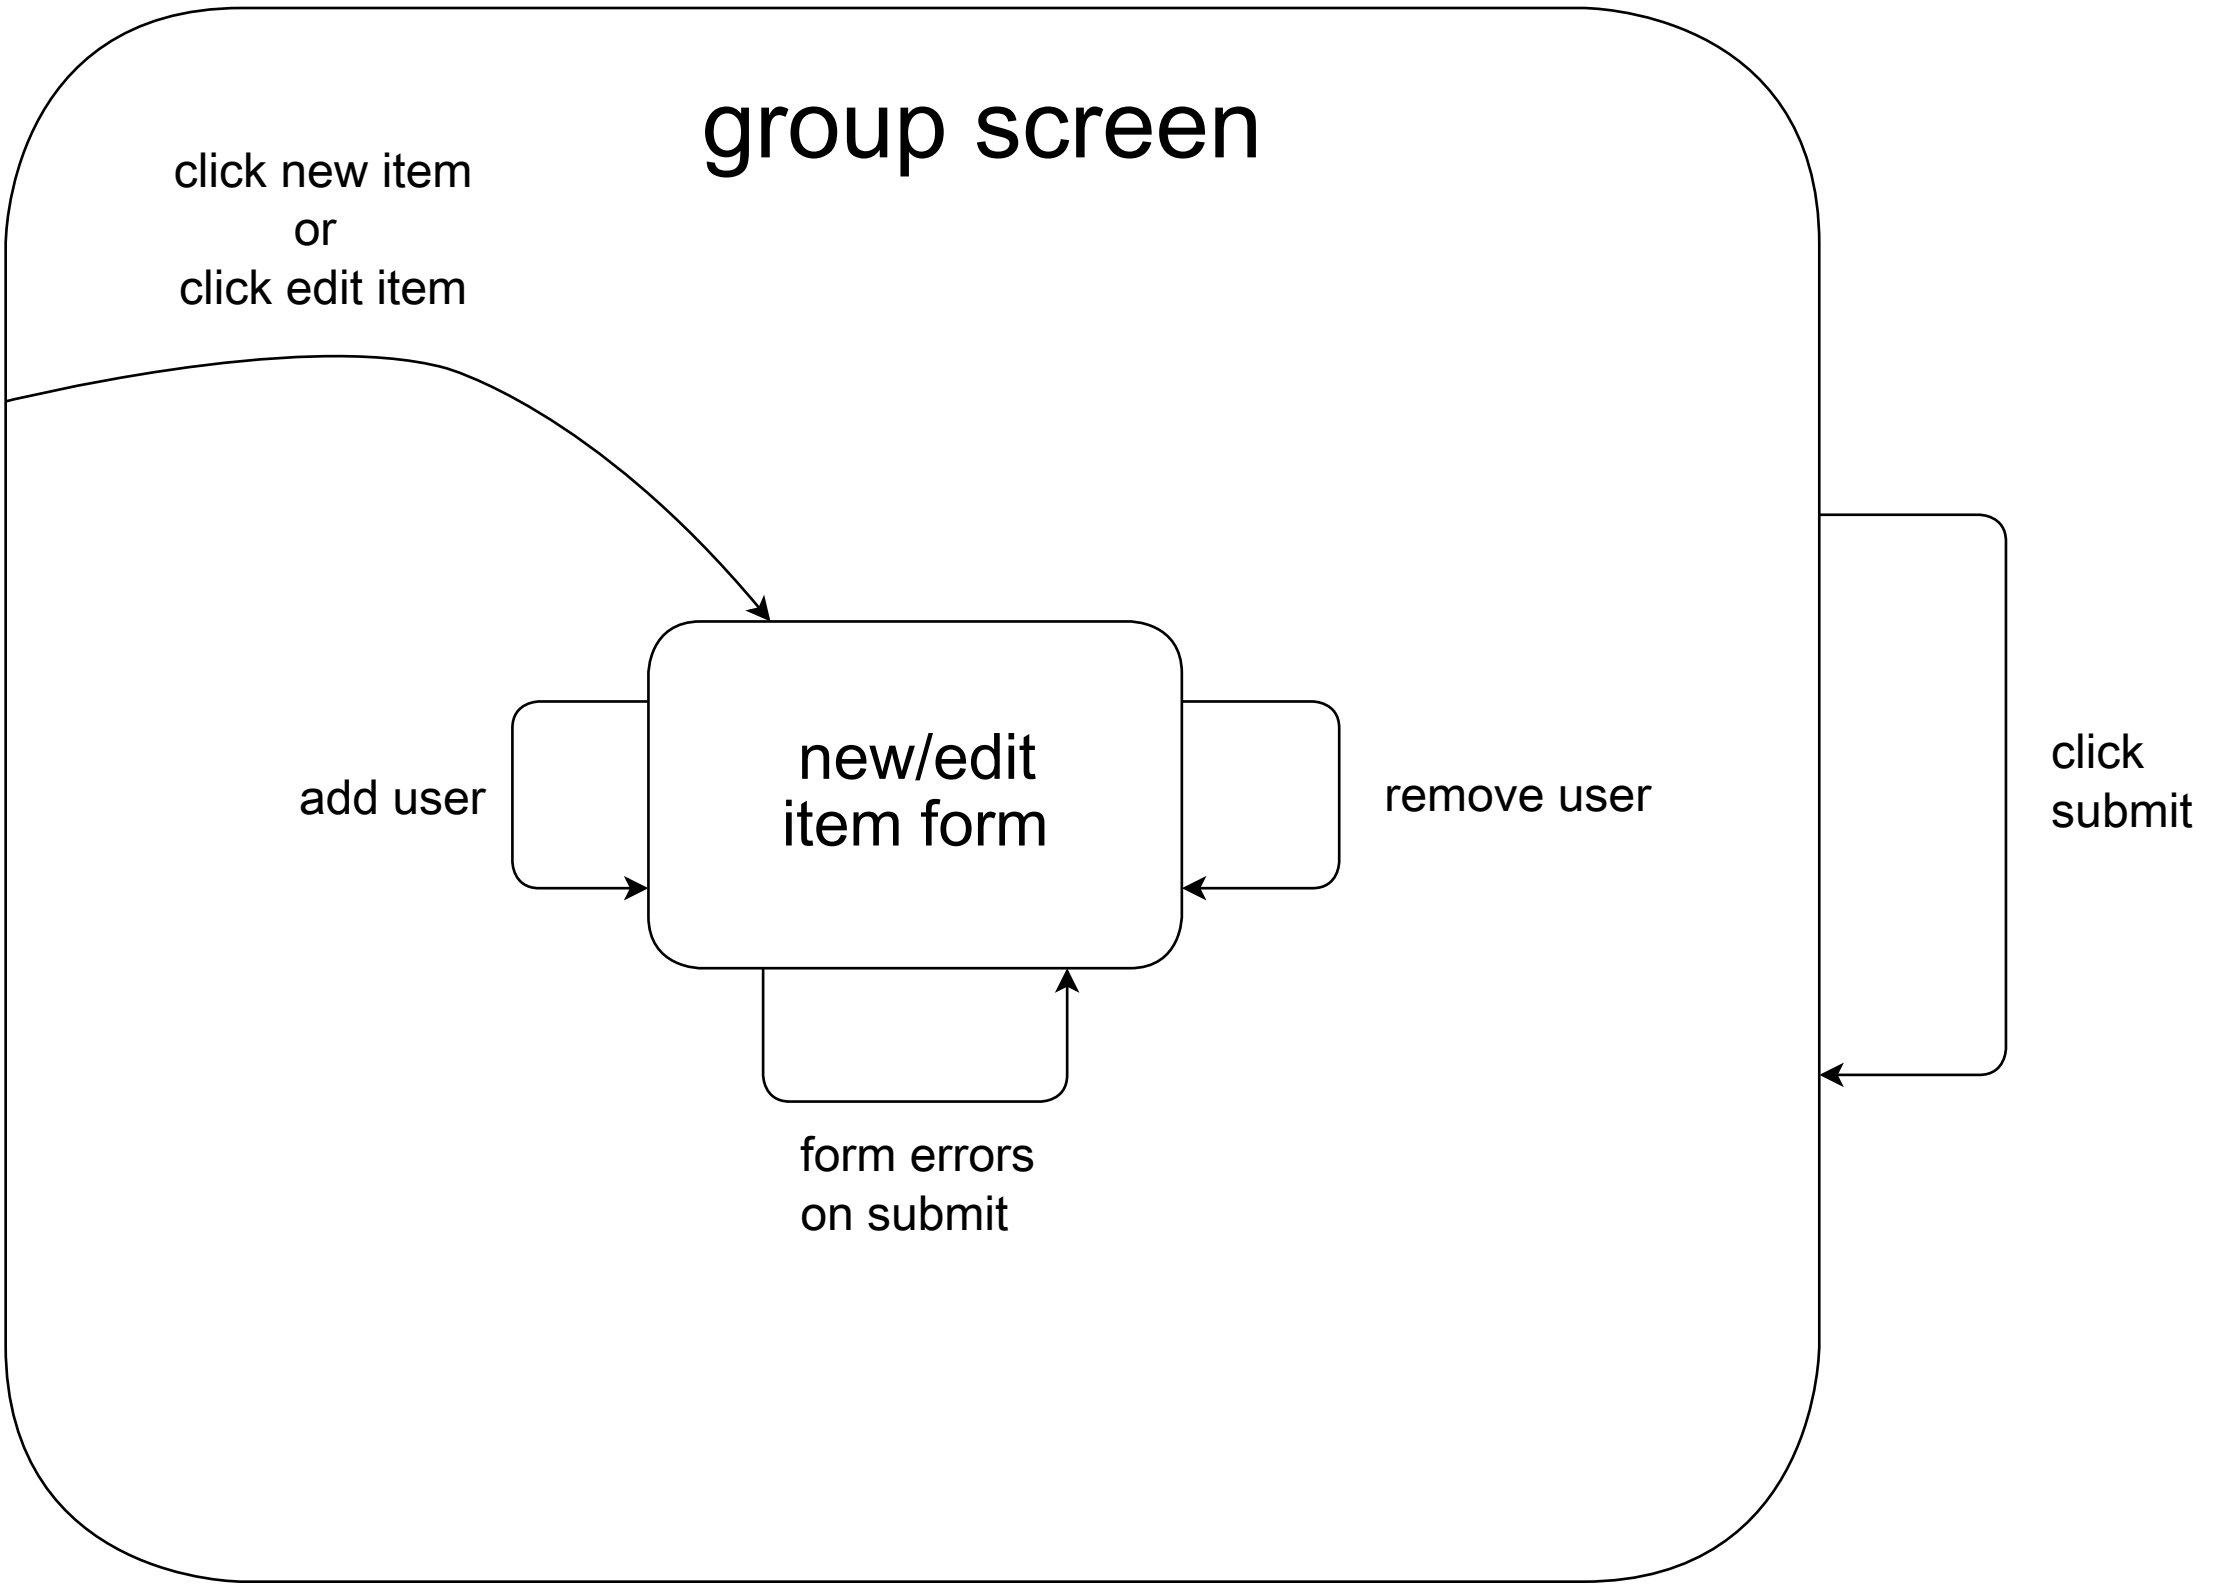 group screen
click new item
or
click edit item
new/edit
item form
add user
remove user
click
submit
form errors
on submit